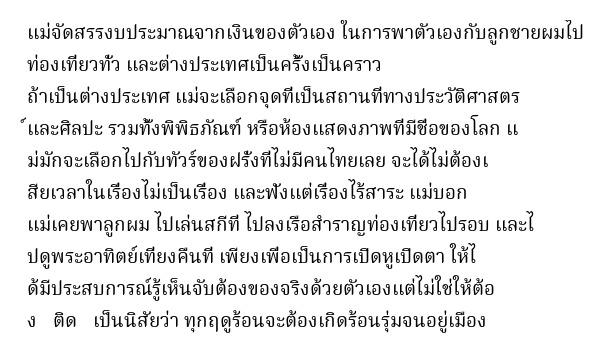 แม่จัดสรรงบประมาณจากเงินของตัวเอง ในการพาตัวเองกับลูกชายผมไป
ท่องเที่ยวทั่ว และต่างประเทศเป็นครั้งเป็นคราว
ถ้าเป็นต่างประเทศ แม่จะเลือกจุดที่เป็นสถานที่ทางประวัติศาสตร
์และศิลปะ รวมทั้งพิพิธภัณฑ์ หรือห้องแสดงภาพที่มีชื่อของโลก แ
ม่มักจะเลือกไปกับทัวร์ของฝรั่งที่ไม่มีคนไทยเลย จะได้ไม่ต้องเ
สียเวลาในเรื่องไม่เป็นเรื่อง และฟังแต่เรื่องไร้สาระ แม่บอก
แม่เคยพาลูกผม ไปเล่นสกีที่ ไปลงเรือสำราญท่องเที่ยวไปรอบ และไ
ปดูพระอาทิตย์เที่ยงคืนที่ เพียงเพื่อเป็นการเปิดหูเปิดตา ให้ไ
ด้มีประสบการณ์รู้เห็นจับต้องของจริงด้วยตัวเองแต่ไม่ใช่ให้ต้อ
ง  ติด  เป็นนิสัยว่า ทุกฤดูร้อนจะต้องเกิดร้อนรุ่มจนอยู่เมือง